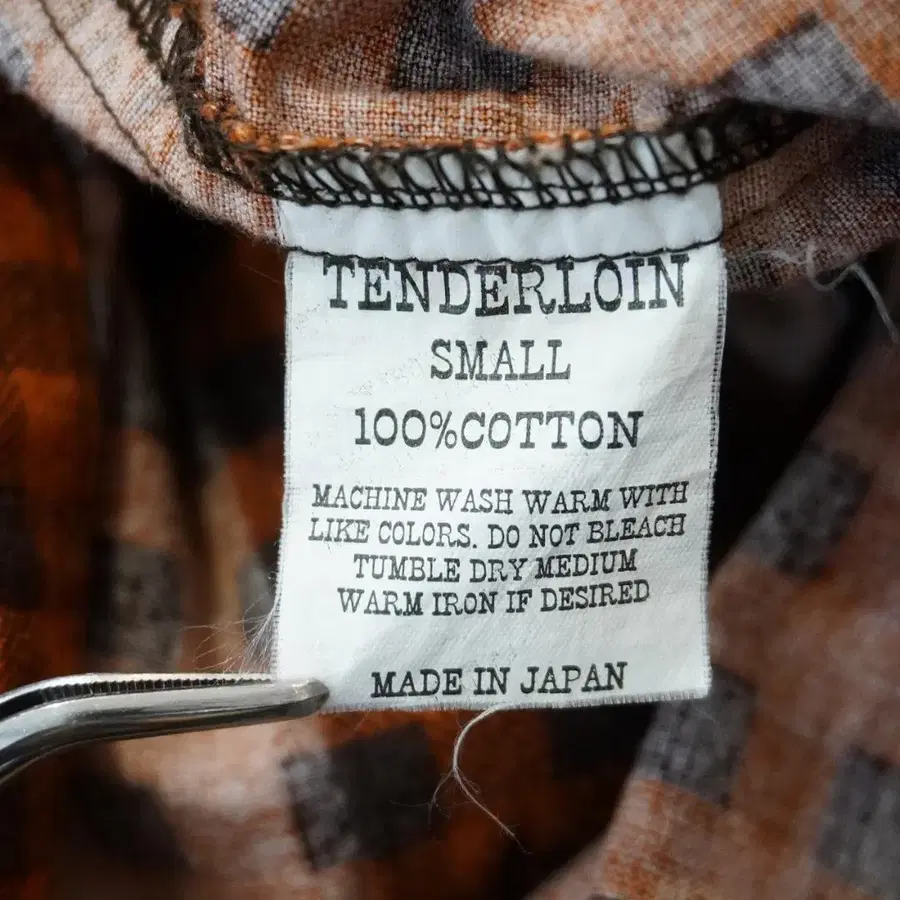 TENDERLOIN
SMALL
100%COTTON
MACHINE WASH WARM WITH
LIKE COLORS. DO NOT BLEACH
TUMBLE DRY MEDIUM
WARM IRON IF DESIRED
MADE IN JAPAN